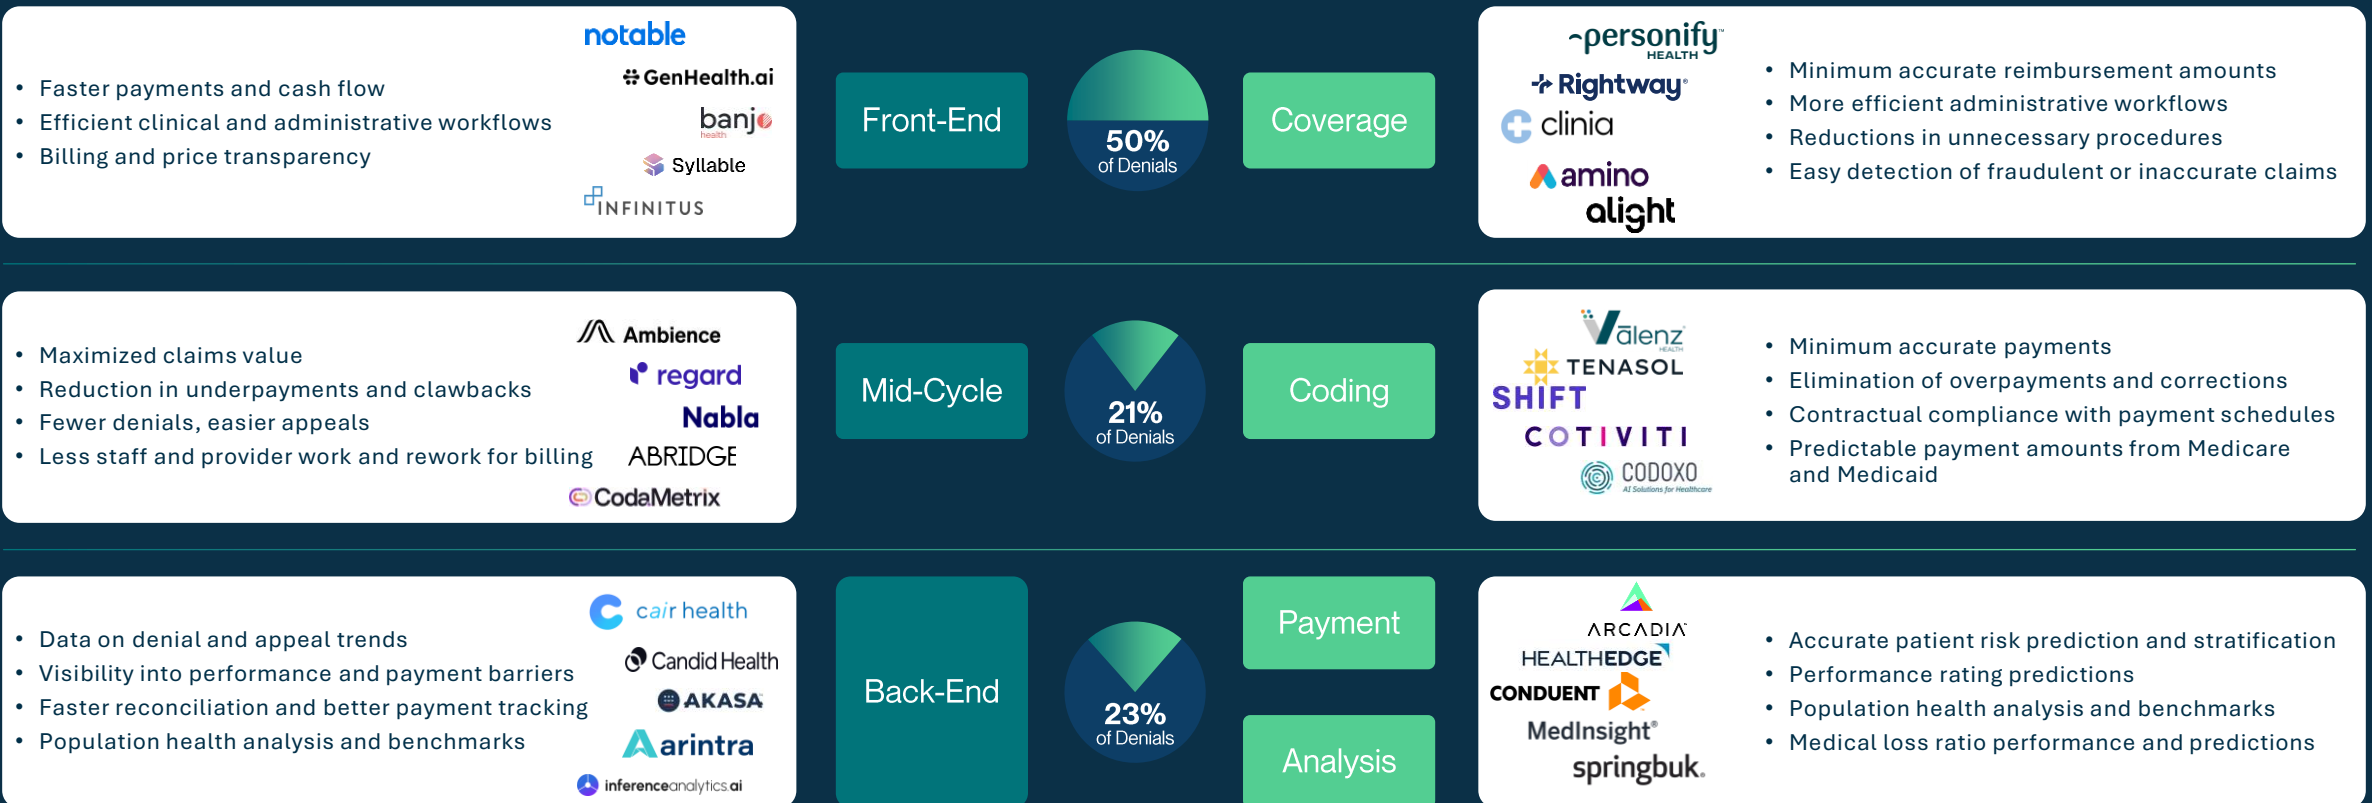 • Faster payments and cash flow
• Efficient clinical and administrative workflows
• Billing and price transparency
notable
GenHealth.ai
banjo
health
Syllable
INFINITUS
Front-End
50%
of Denials
Coverage
personify™
HEALTH
Rightway®
clinia
amino
alight
• Minimum accurate reimbursement amounts
• More efficient administrative workflows
• Reductions in unnecessary procedures
• Easy detection of fraudulent or inaccurate claims
• Maximized claims value
• Reduction in underpayments and clawbacks
• Fewer denials, easier appeals
• Less staff and provider work and rework for billing
Ambience
regard
Nabla
ABRIDGE
CodaMetrix
Mid-Cycle
21%
of Denials
Coding
Vālenz
HEALTH
TENASOL
SHIFT
COTIVITI
CODOXO
AI Solutions for Healthcare
• Minimum accurate payments
• Elimination of overpayments and corrections
• Contractual compliance with payment schedules
• Predictable payment amounts from Medicare
and Medicaid
• Data on denial and appeal trends
• Visibility into performance and payment barriers
• Faster reconciliation and better payment tracking
• Population health analysis and benchmarks
cair health
Candid Health
AKASA
arintra
inferenceanalytics.ai
Back-End
23%
of Denials
Payment
Analysis
ARCADIA
HEALTHEDGE
CONDUENT
MedInsight®
springbuk®
• Accurate patient risk prediction and stratification
• Performance rating predictions
• Population health analysis and benchmarks
• Medical loss ratio performance and predictions